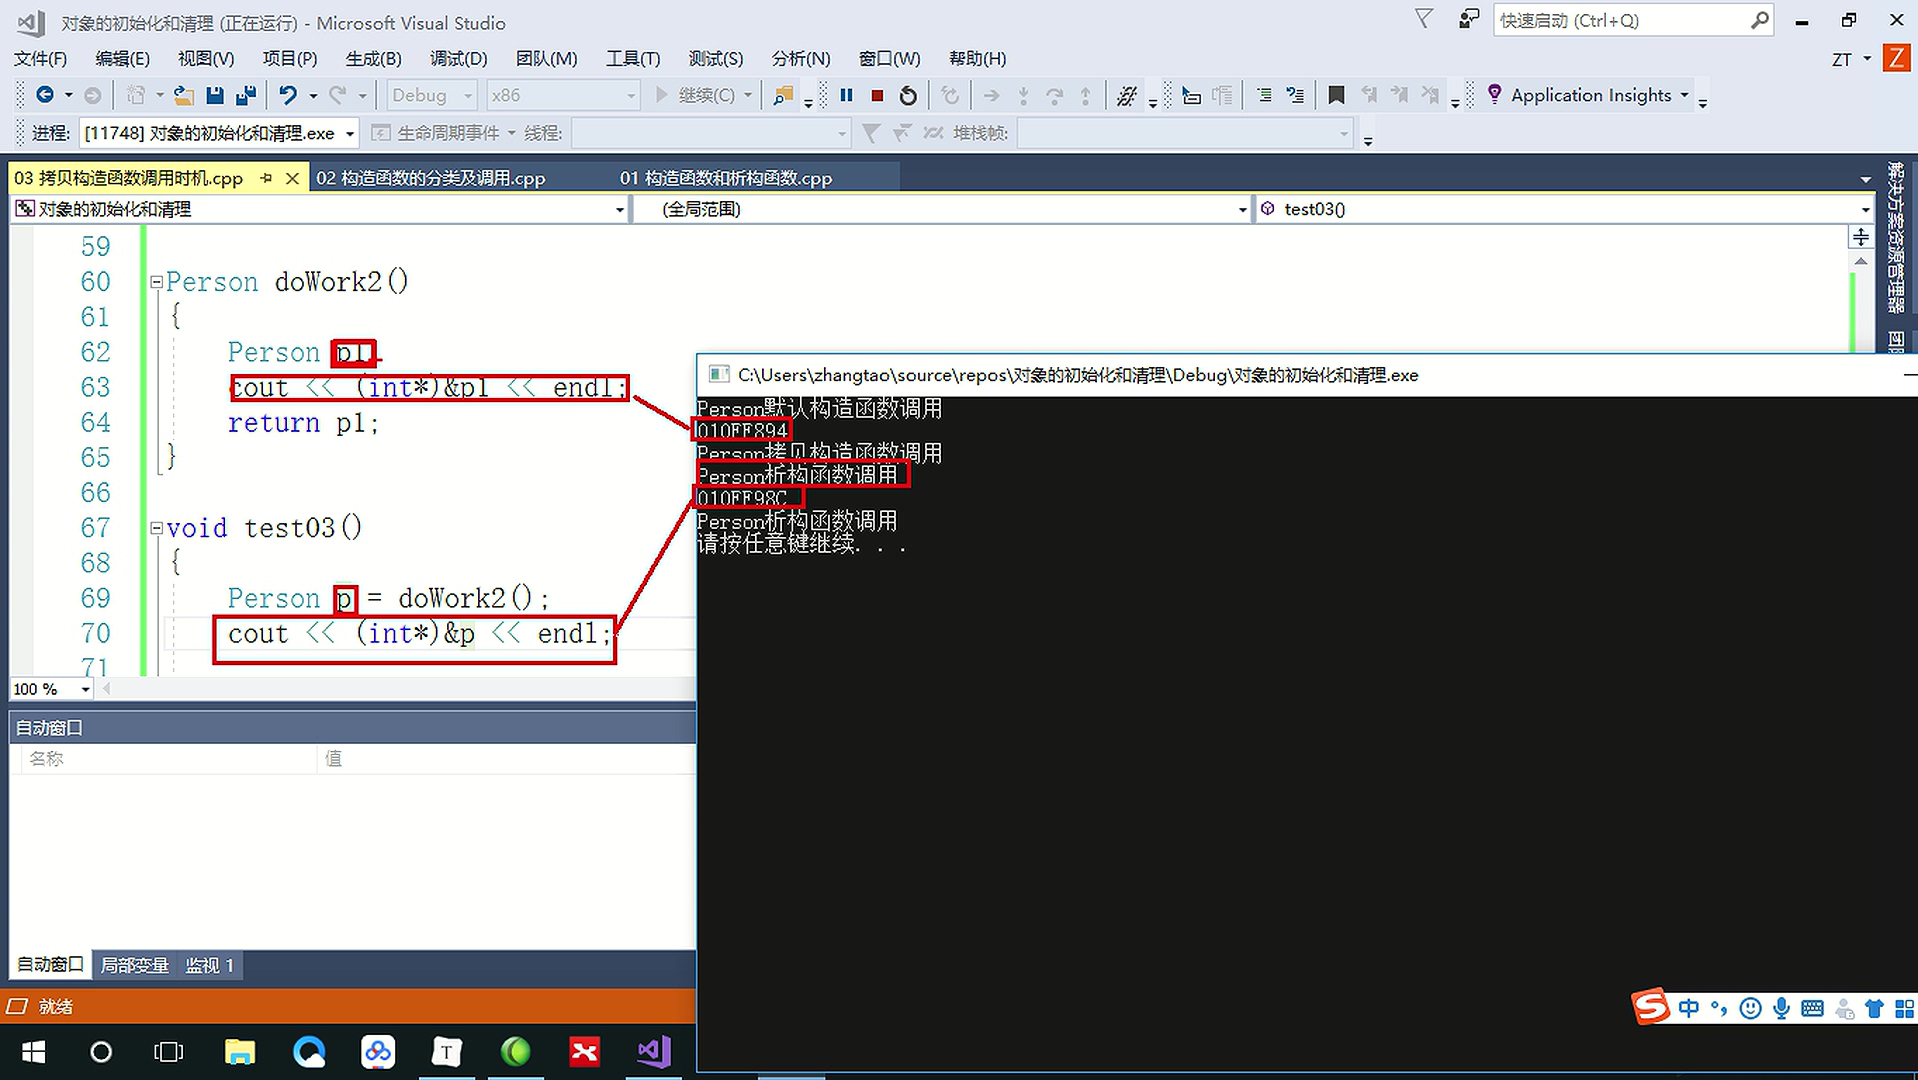 对象的初始化和清理 (正在运行) - Microsoft Visual Studio
快速启动 (Ctrl+Q)
文件(F) 编辑(E) 视图(V) 项目(P) 生成(B) 调试(D) 团队(M) 工具(T) 测试(S) 分析(N) 窗口(W) 帮助(H)
ZT Z
Debug x86 继续(C) Application Insights
进程: [11748] 对象的初始化和清理.exe 生命周期事件 线程: 堆栈帧:
03 拷贝构造函数调用时机.cpp 02 构造函数的分类及调用.cpp 01 构造函数和析构函数.cpp
对象的初始化和清理 (全局范围) test03()
解决方案资源管理器
59
60 Person doWork2()
61 {
62 Person p1
63 cout << (int*)&p1 << endl;
64 return p1;
65 }
66
67 void test03()
68 {
69 Person p = doWork2();
70 cout << (int*)&p << endl;
71
100 %
C:\Users\zhangtao\source\repos\对象的初始化和清理\Debug\对象的初始化和清理.exe
Person默认构造函数调用
010FF894
Person拷贝构造函数调用
Person析构函数调用
010FF98C
Person析构函数调用
请按任意键继续. . .
自动窗口
名称 值
自动窗口 局部变量 监视 1
就绪
中